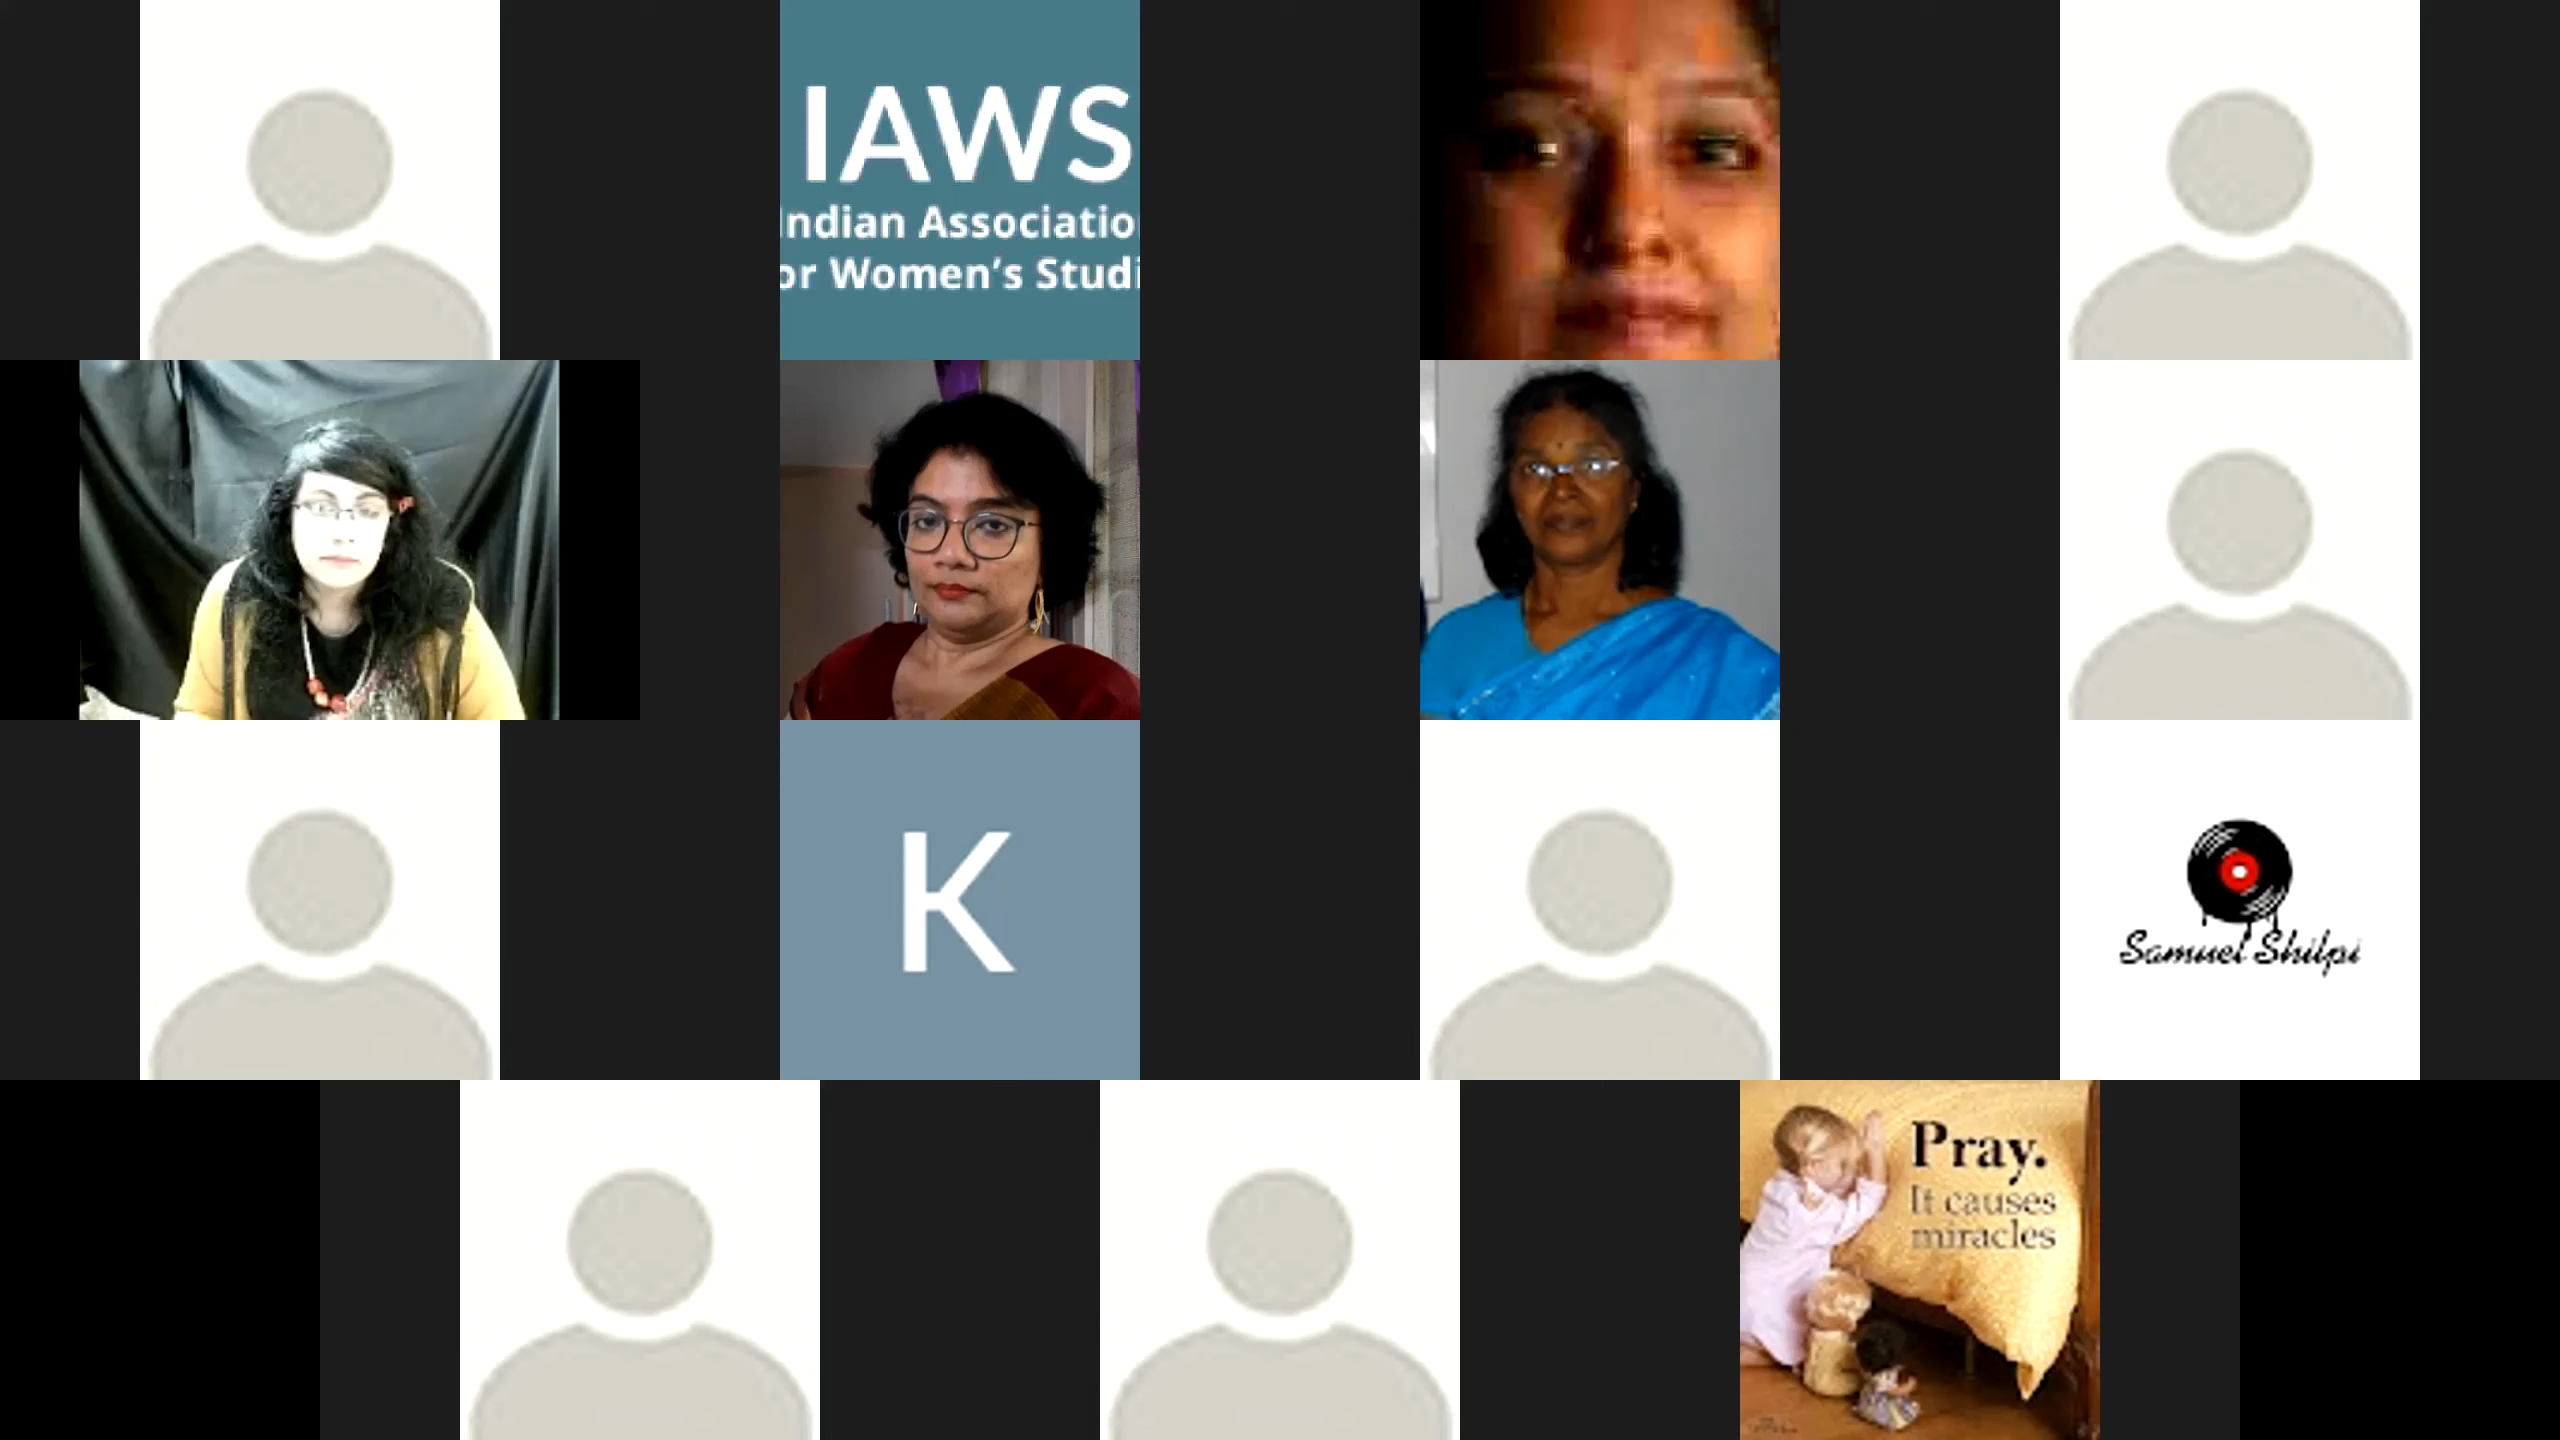 IAWS
Indian Associatio
or Women's Studi
K
Samuel Shilpi
Pray.
It causes
miracles